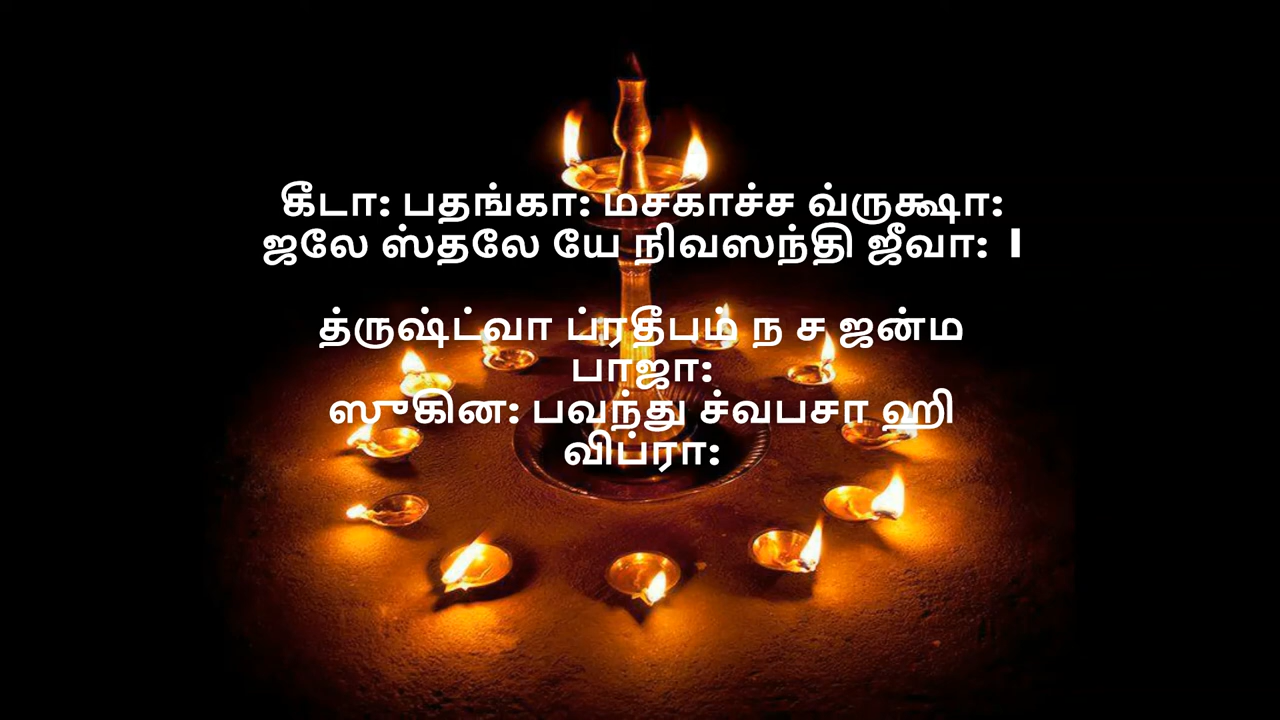 கீடா: பதங்கா: மசகாச்ச வ்ருக்ஷா:
ஜலே ஸ்தலே யே நிவஸந்தி ஜீவா: I
த்ருஷ்ட்வா ப்ரதீபம் ந ச ஜன்ம
பாஜா:
ஸுகின: பவந்து ச்வபசா ஹி
விப்ரா: